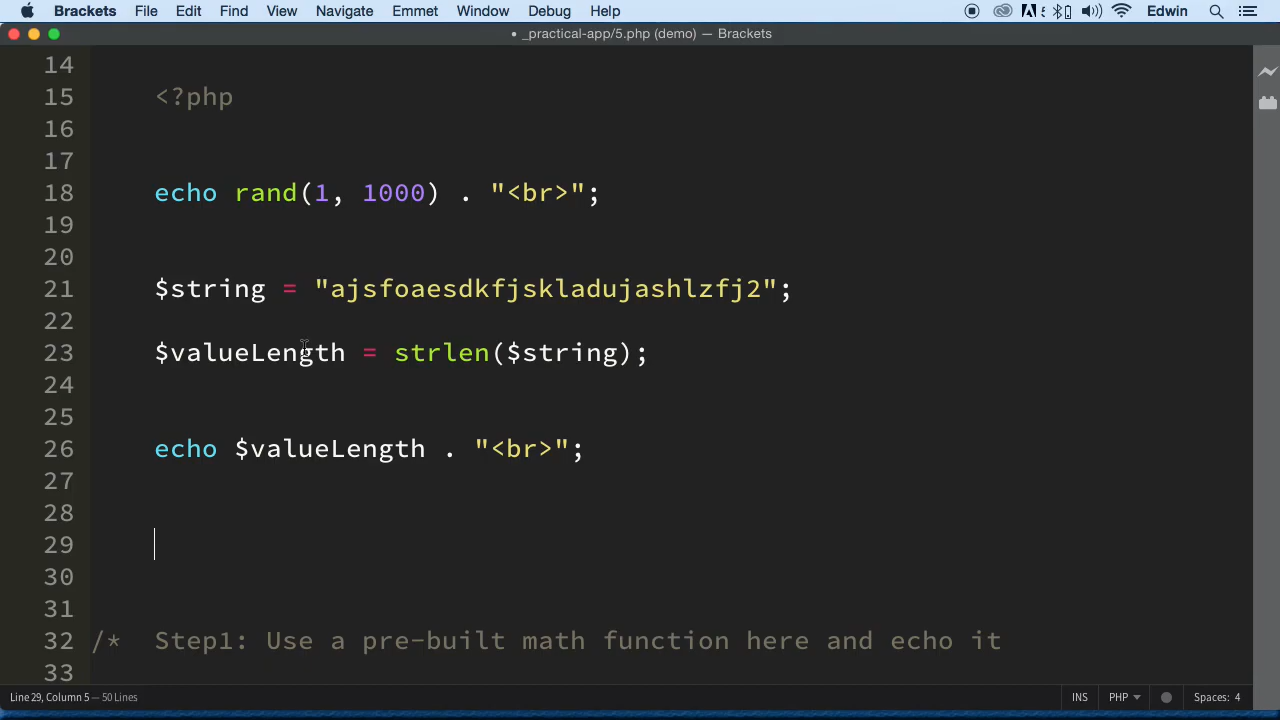 Brackets File Edit Find View Navigate Emmet Window Debug Help Edwin
_practical-app/5.php (demo) — Brackets
14
15 <?php
16
17
18 echo rand(1, 1000) . "<br>";
19
20
21 $string = "ajsfoaesdkfjskladujashlzfj2";
22
23 $valueLength = strlen($string);
24
25
26 echo $valueLength . "<br>";
27
28
29
30
31
32 /* Step1: Use a pre-built math function here and echo it
33
Line 29, Column 5 — 50 Lines INS PHP Spaces: 4